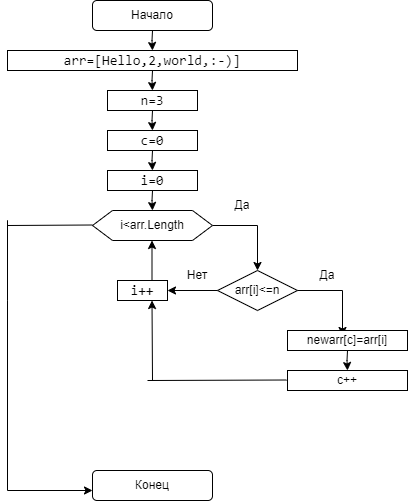 Начало
arr=[Hello,2,world,:-)]
n=3
c=0
i=0
i<arr.Length
Да
Нет
arr[i]<=n
Да
i++
newarr[c]=arr[i]
c++
Конец